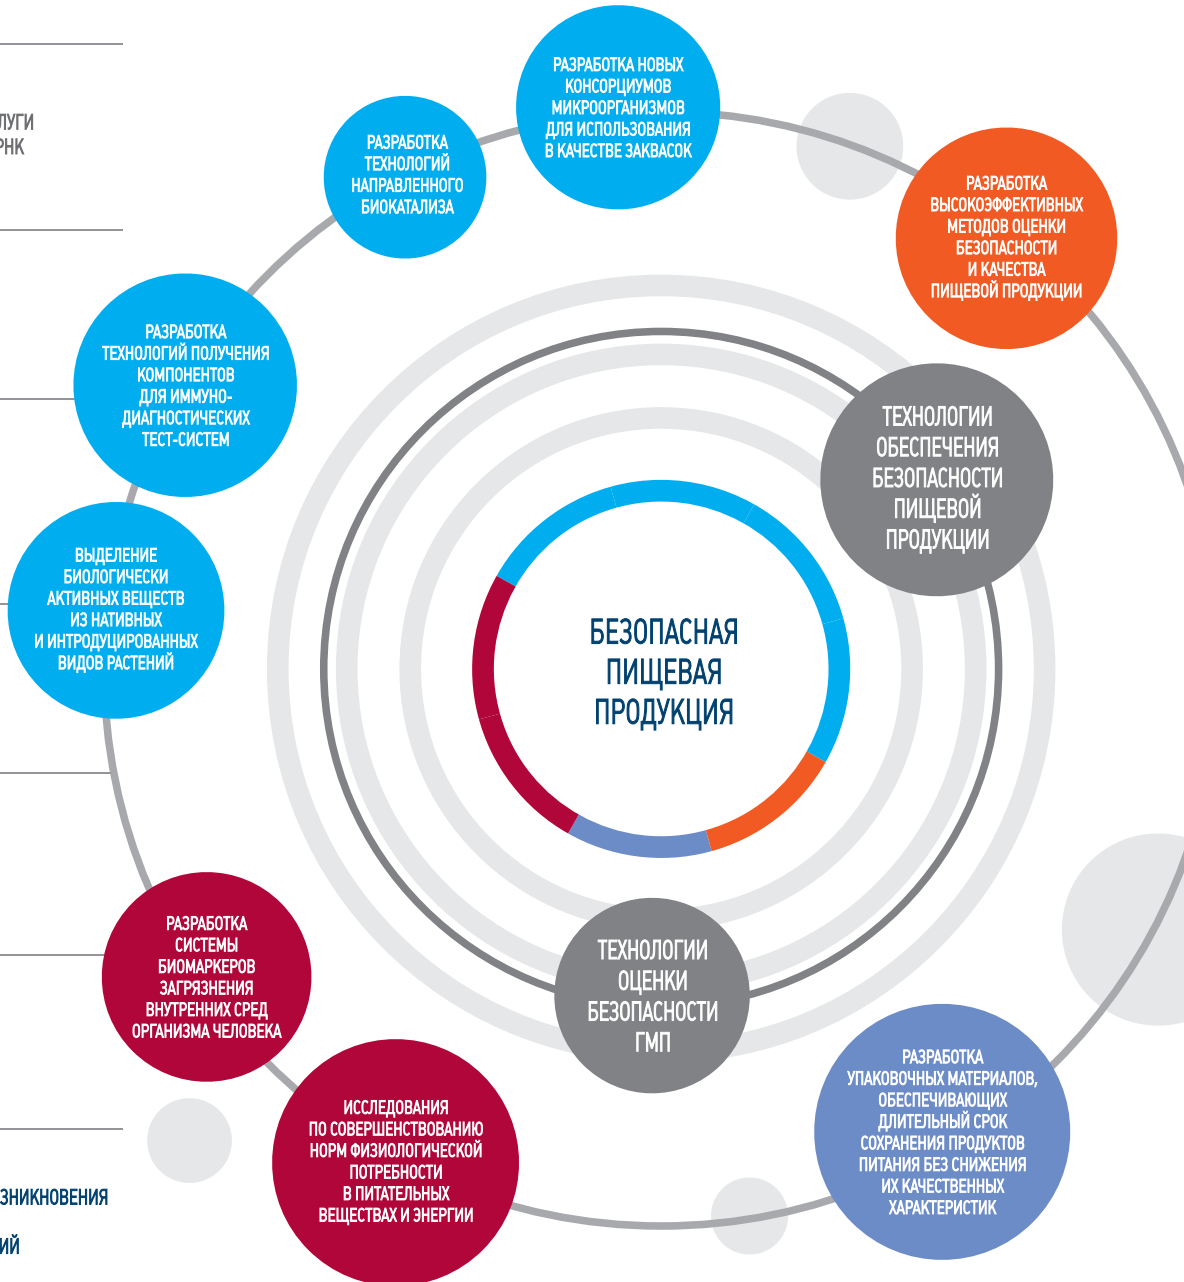 РАЗРАБОТКА НОВЫХ
КОНСОРЦИУМОВ
МИКРООРГАНИЗМОВ
ДЛЯ ИСПОЛЬЗОВАНИЯ
В КАЧЕСТВЕ ЗАКВАСОК
РАЗРАБОТКА
ТЕХНОЛОГИЙ
НАПРАВЛЕННОГО
БИОКАТАЛИЗА
РАЗРАБОТКА
ВЫСОКОЭФФЕКТИВНЫХ
МЕТОДОВ ОЦЕНКИ
БЕЗОПАСНОСТИ
И КАЧЕСТВА
ПИЩЕВОЙ ПРОДУКЦИИ
РАЗРАБОТКА
ТЕХНОЛОГИЙ ПОЛУЧЕНИЯ
КОМПОНЕНТОВ
ДЛЯ ИММУНО-
ДИАГНОСТИЧЕСКИХ
ТЕСТ-СИСТЕМ
ТЕХНОЛОГИИ
ОБЕСПЕЧЕНИЯ
БЕЗОПАСНОСТИ
ПИЩЕВОЙ
ПРОДУКЦИИ
ВЫДЕЛЕНИЕ
БИОЛОГИЧЕСКИ
АКТИВНЫХ ВЕЩЕСТВ
ИЗ НАТИВНЫХ
И ИНТРОДУЦИРОВАННЫХ
ВИДОВ РАСТЕНИЙ
БЕЗОПАСНАЯ
ПИЩЕВАЯ
ПРОДУКЦИЯ
РАЗРАБОТКА
СИСТЕМЫ
БИОМАРКЕРОВ
ЗАГРЯЗНЕНИЯ
ВНУТРЕННИХ СРЕД
ОРГАНИЗМА ЧЕЛОВЕКА
ТЕХНОЛОГИИ
ОЦЕНКИ
БЕЗОПАСНОСТИ
ГМП
ИССЛЕДОВАНИЯ
ПО СОВЕРШЕНСТВОВАНИЮ
НОРМ ФИЗИОЛОГИЧЕСКОЙ
ПОТРЕБНОСТИ
В ПИТАТЕЛЬНЫХ
ВЕЩЕСТВАХ И ЭНЕРГИИ
РАЗРАБОТКА
УПАКОВОЧНЫХ МАТЕРИАЛОВ,
ОБЕСПЕЧИВАЮЩИХ
ДЛИТЕЛЬНЫЙ СРОК
СОХРАНЕНИЯ ПРОДУКТОВ
ПИТАНИЯ БЕЗ СНИЖЕНИЯ
ИХ КАЧЕСТВЕННЫХ
ХАРАКТЕРИСТИК